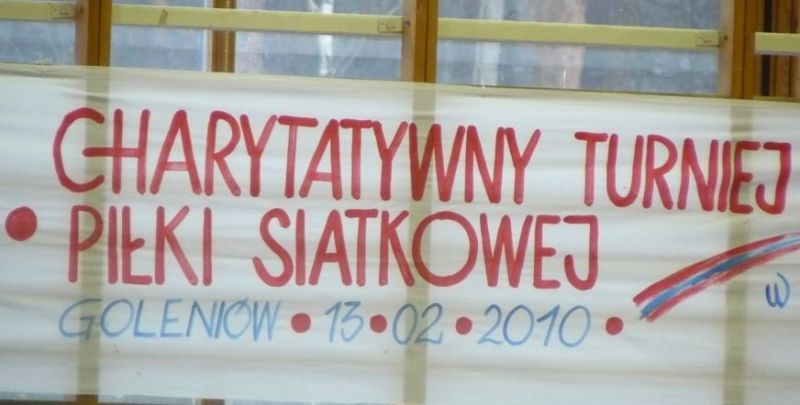 CHARYTATYWNY TURNIEJ
• PIŁKI SIATKOWEJ
GOLENIÓW • 13 • 02 • 2010 •
w